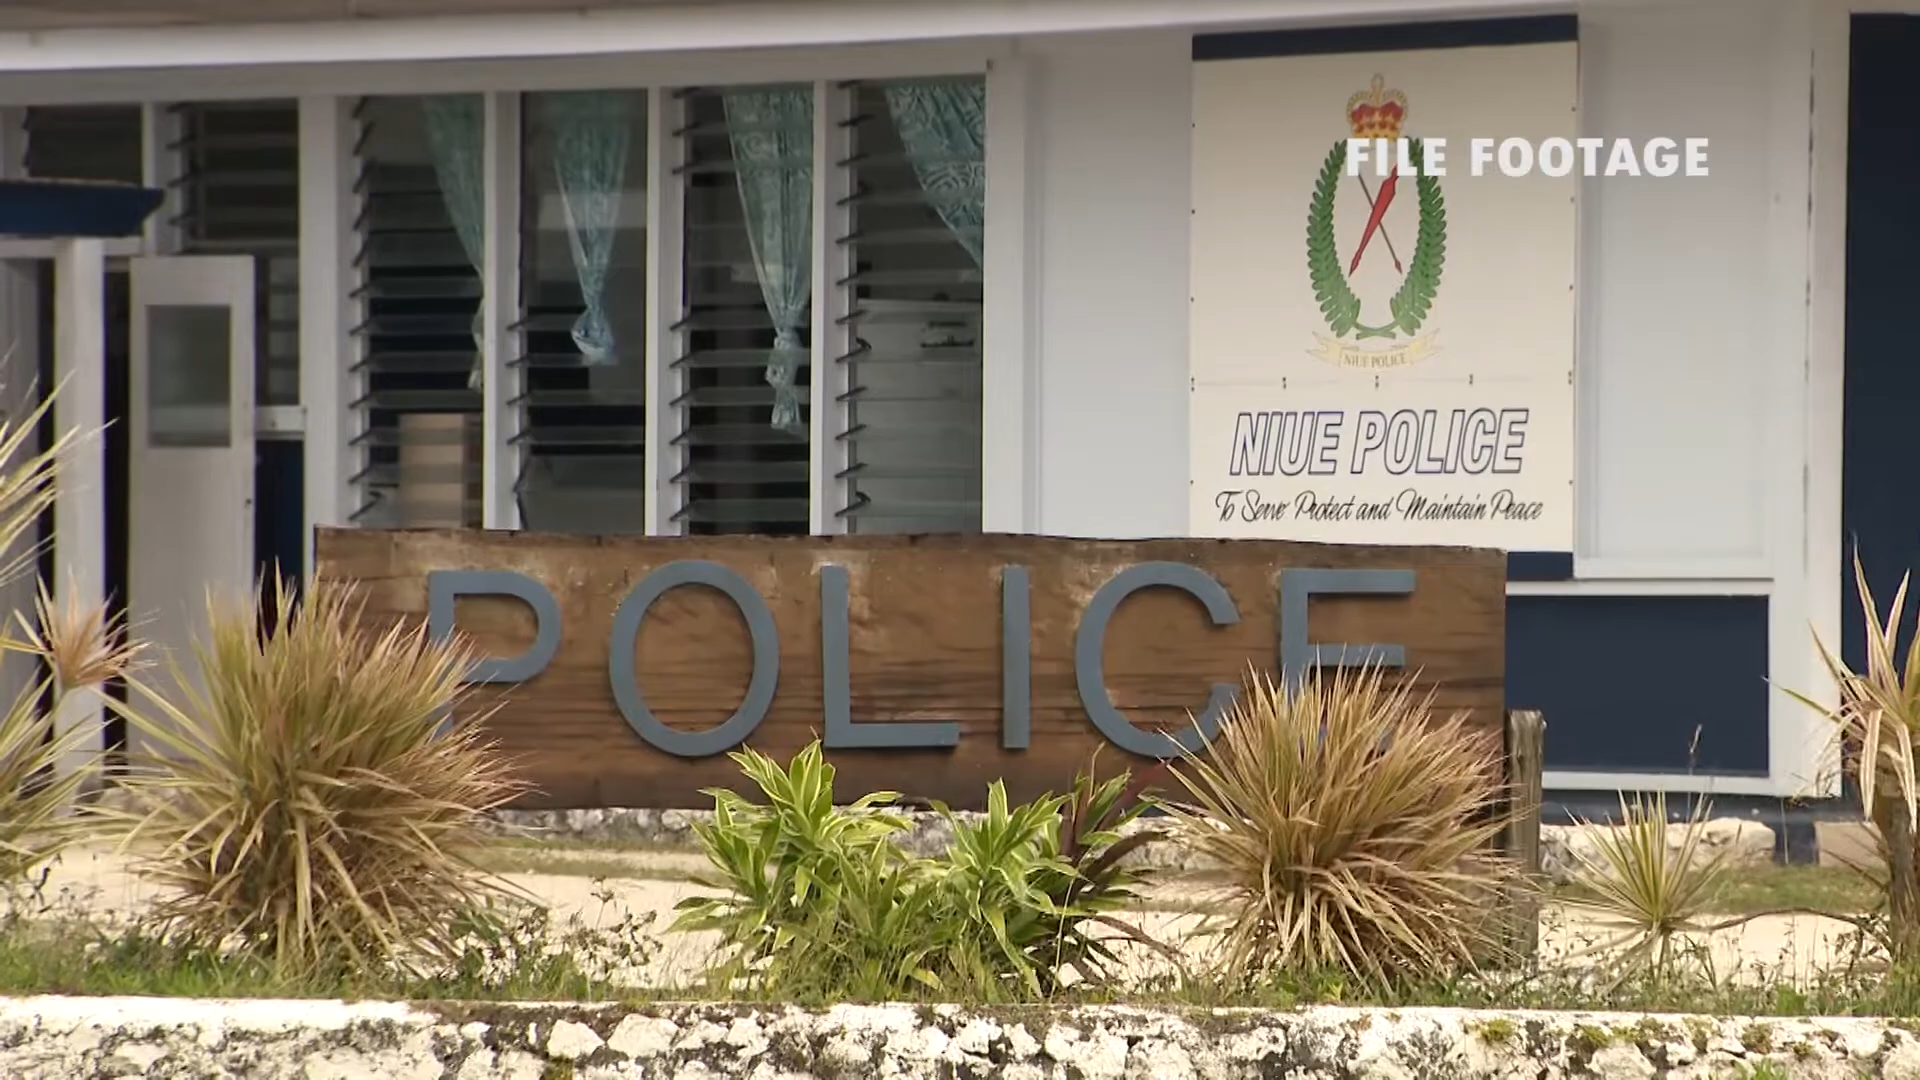 FILE FOOTAGE
NIUE POLICE
NIUE POLICE
To Serve Protect and Maintain Peace
POLICE